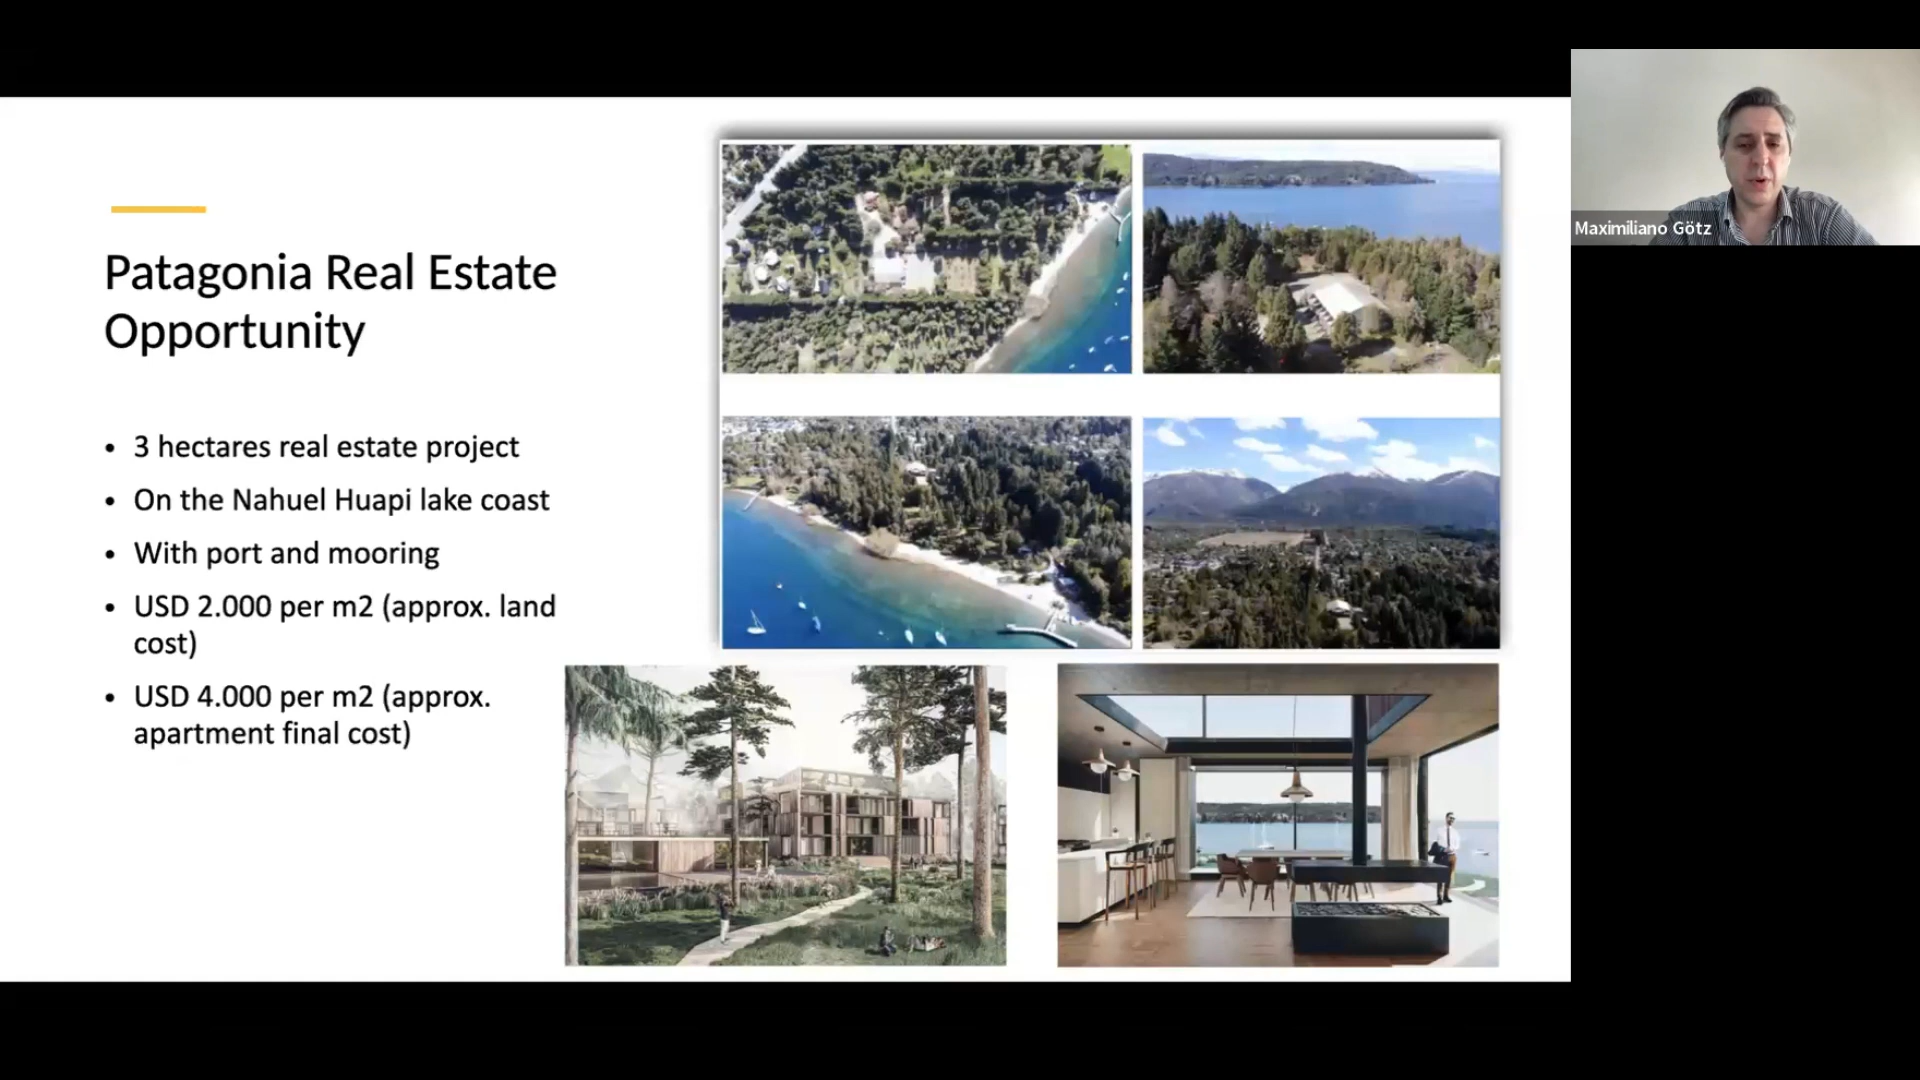 Patagonia Real Estate
Opportunity
• 3 hectares real estate project
• On the Nahuel Huapi lake coast
• With port and mooring
• USD 2.000 per m2 (approx. land
cost)
• USD 4.000 per m2 (approx.
apartment final cost)
Maximiliano Götz